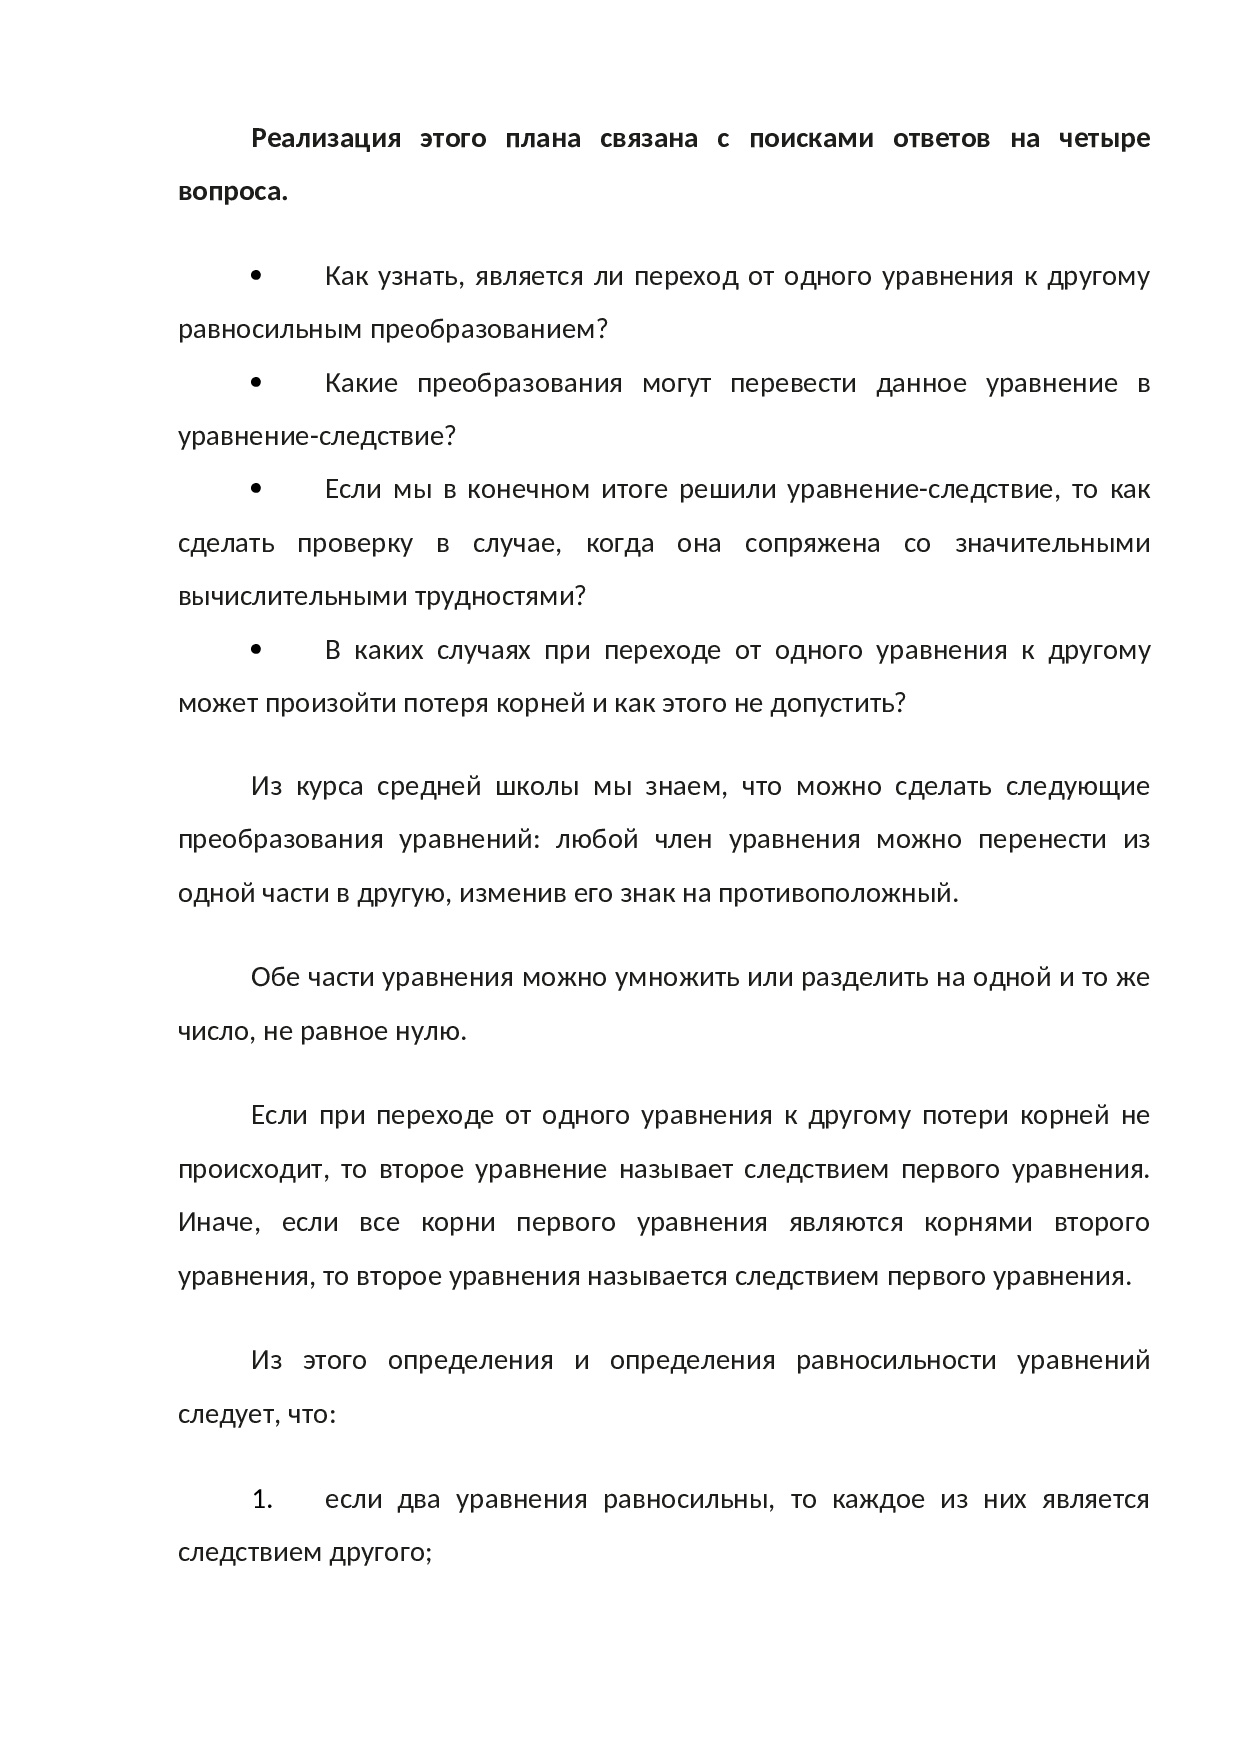 Реализация этого плана связана с поисками ответов на четыре
вопроса.
• Как узнать, является ли переход от одного уравнения к другому
равносильным преобразованием?
• Какие преобразования могут перевести данное уравнение в
уравнение-следствие?
• Если мы в конечном итоге решили уравнение-следствие, то как
сделать проверку в случае, когда она сопряжена со значительными
вычислительными трудностями?
• В каких случаях при переходе от одного уравнения к другому
может произойти потеря корней и как этого не допустить?
Из курса средней школы мы знаем, что можно сделать следующие
преобразования уравнений: любой член уравнения можно перенести из
одной части в другую, изменив его знак на противоположный.
Обе части уравнения можно умножить или разделить на одной и то же
число, не равное нулю.
Если при переходе от одного уравнения к другому потери корней не
происходит, то второе уравнение называет следствием первого уравнения.
Иначе, если все корни первого уравнения являются корнями второго
уравнения, то второе уравнения называется следствием первого уравнения.
Из этого определения и определения равносильности уравнений
следует, что:
1. если два уравнения равносильны, то каждое из них является
следствием другого;